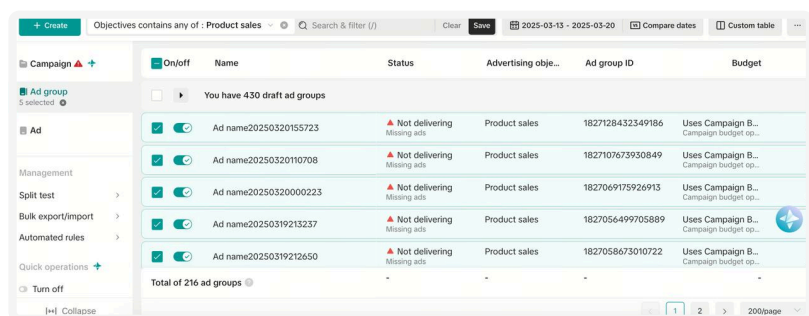 + Create Objectives contains any of : Product sales Search & filter (/) Clear Save 2025-03-13 - 2025-03-20 Compare dates Custom table ...
Campaign
Ad group
5 selected
Ad
Management
Split test
Bulk export/import
Automated rules
Quick operations
Turn off
Collapse
On/off Name Status Advertising obje... Ad group ID Budget
You have 430 draft ad groups
Ad name20250320155723 Not delivering Product sales 1827128432349186 Uses Campaign B...
Missing ads Campaign budget op...
Ad name20250320110708 Not delivering Product sales 1827107673930849 Uses Campaign B...
Missing ads Campaign budget op...
Ad name20250320000223 Not delivering Product sales 1827069175926913 Uses Campaign B...
Missing ads Campaign budget op...
Ad name20250319213237 Not delivering Product sales 1827056499705889 Uses Campaign B...
Missing ads Campaign budget op...
Ad name20250319212650 Not delivering Product sales 1827058673010722 Uses Campaign B...
Missing ads Campaign budget op...
Total of 216 ad groups - - - -
1 2 200/page